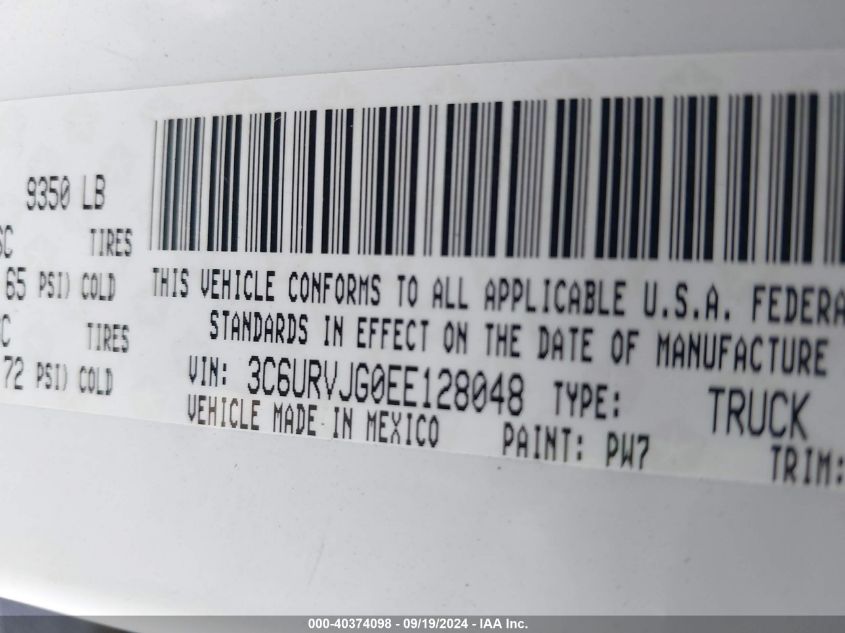 9350 LB
TIRES
65 PSI) COLD
TIRES
72 PSI) COLD
THIS VEHICLE CONFORMS TO ALL APPLICABLE U.S.A. FEDERA
STANDARDS IN EFFECT ON THE DATE OF MANUFACTURE
VIN: 3C6URVJG0EE128048 TYPE: TRUCK
VEHICLE MADE IN MEXICO PAINT: PW7 TRIM:
000-40374098 - 09/19/2024 - IAA Inc.